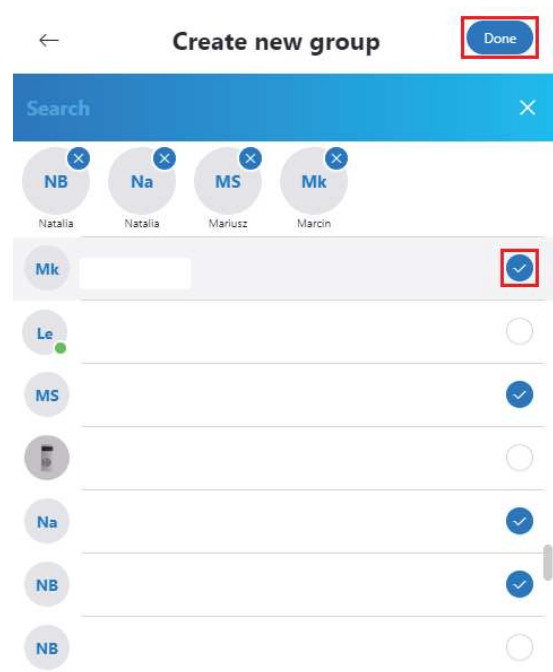 Create new group
Done
Search
NB
Na
MS
Mk
Natalia
Natalia
Mariusz
Marcin
Mk
Le
MS
Na
NB
NB